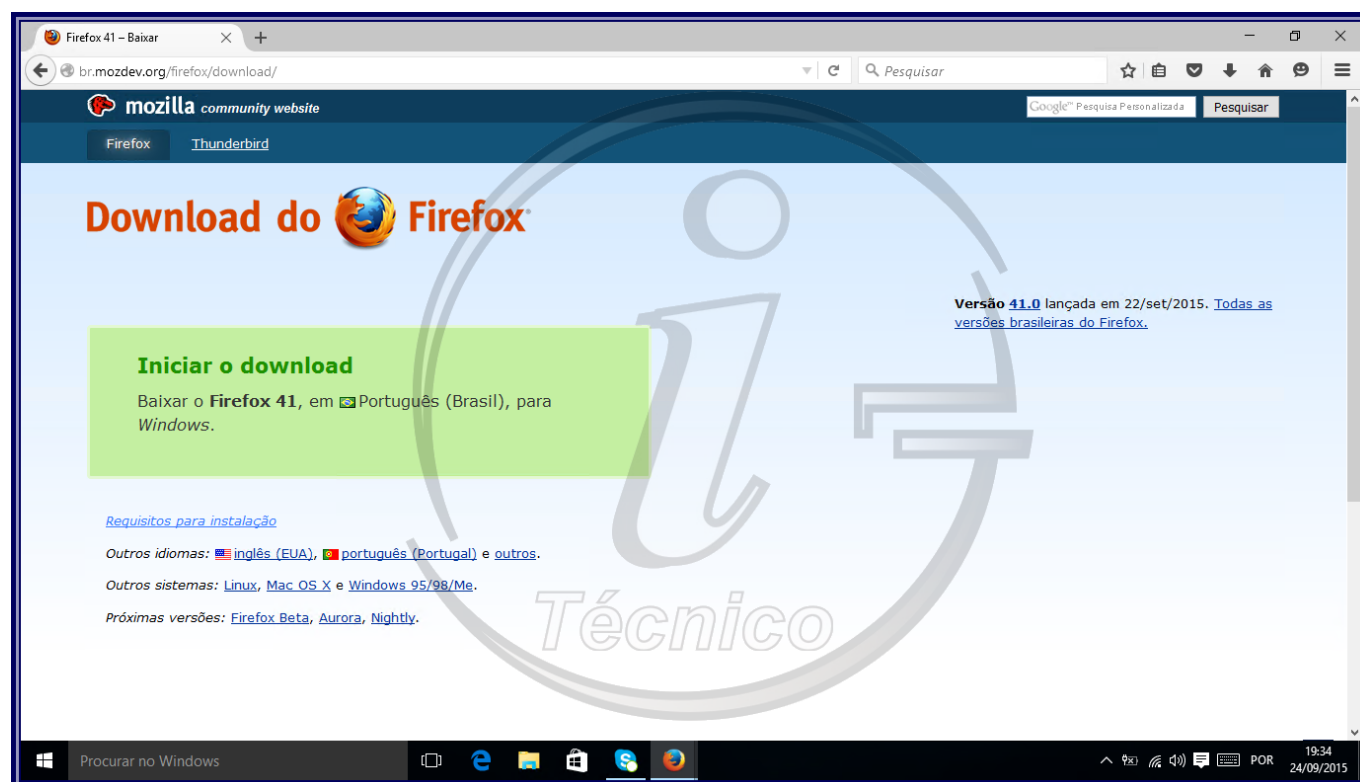 Firefox 41 – Baixar
br.mozdev.org/firefox/download/
Pesquisar
mozilla community website
Google™ Pesquisa Personalizada
Pesquisar
Firefox
Thunderbird
Download do Firefox
Versão 41.0 lançada em 22/set/2015. Todas as
versões brasileiras do Firefox.
Iniciar o download
Baixar o Firefox 41, em Português (Brasil), para
Windows.
Requisitos para instalação
Outros idiomas: inglês (EUA), português (Portugal) e outros.
Outros sistemas: Linux, Mac OS X e Windows 95/98/Me.
Próximas versões: Firefox Beta, Aurora, Nightly.
Técnico
Procurar no Windows
POR
19:34
24/09/2015